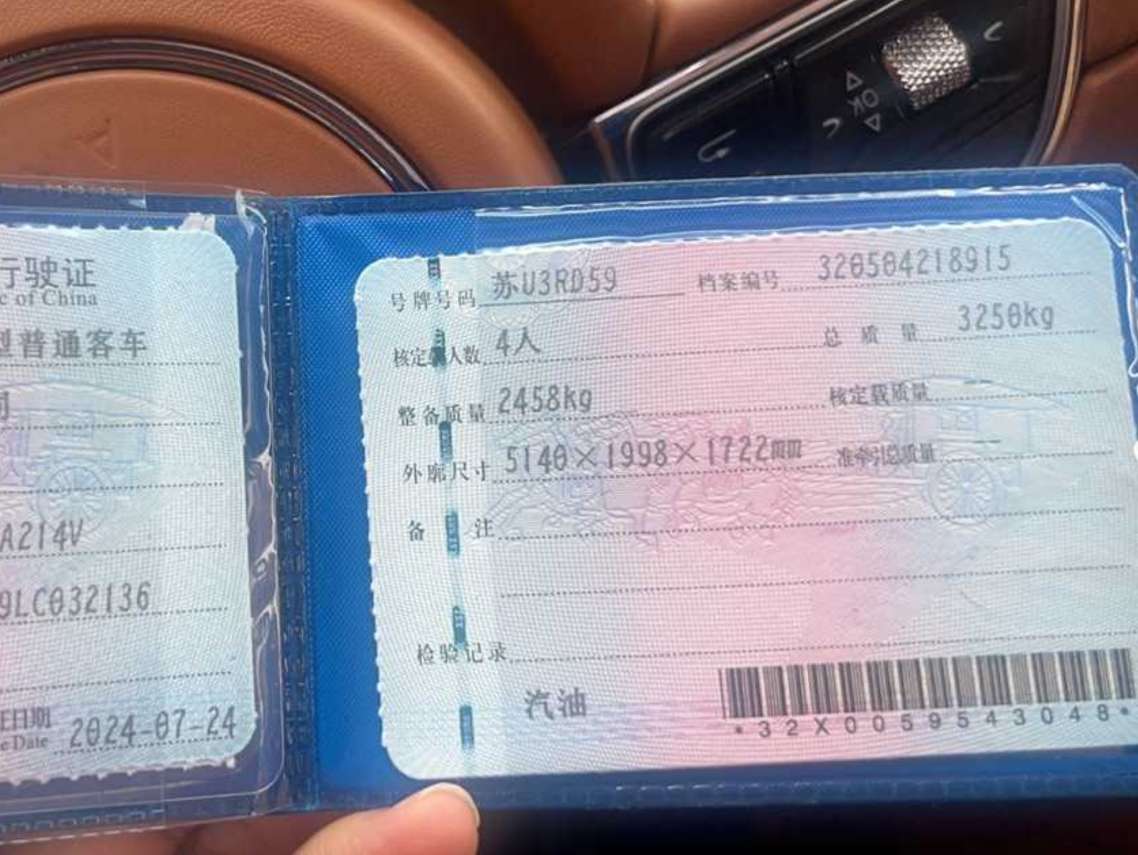 行驶证
c of China
型普通客车
A214V
9LC032136
证日期
e Date 2024-07-24
号牌号码 苏U3RD59 档案编号 320504218915
核定载人数 4人 总质量 3250kg
整备质量 2458kg 核定载质量
外廓尺寸 5140×1998×1722mm 准牵引总质量
备注
检验记录
汽油
*32X0059543048*
OK